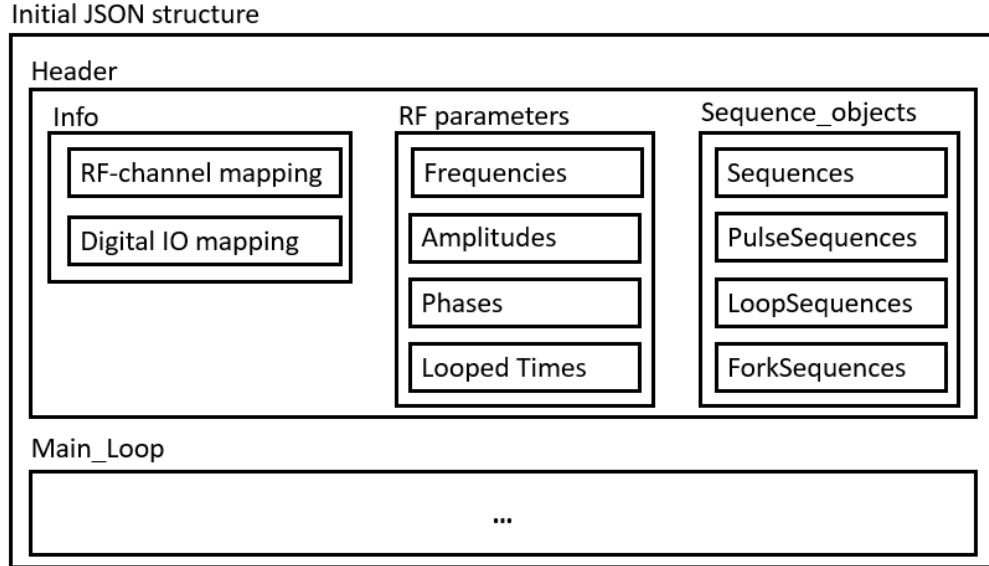 Initial JSON structure
Header
Info
RF-channel mapping
Digital IO mapping
RF parameters
Frequencies
Amplitudes
Phases
Looped Times
Sequence_objects
Sequences
PulseSequences
LoopSequences
ForkSequences
Main_Loop
...